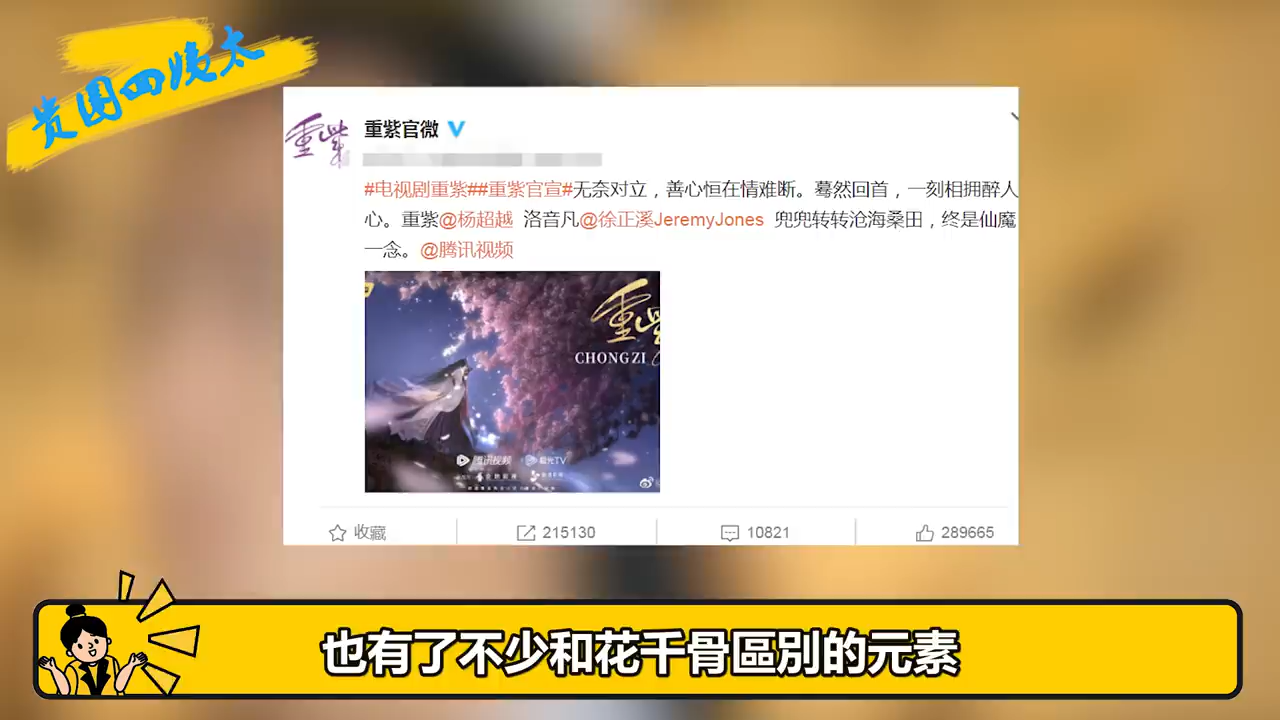 贵圈四姨太
重紫
重紫官微
#电视剧重紫##重紫官宣#无奈对立，善心恒在情难断。蓦然回首，一刻相拥醉人
心。重紫@杨超越 洛音凡@徐正溪JeremyJones 兜兜转转沧海桑田，终是仙魔
一念。@腾讯视频
重紫
CHONGZI
腾讯视频 极光TV
收藏 215130 10821 289665
也有了不少和花千骨區別的元素